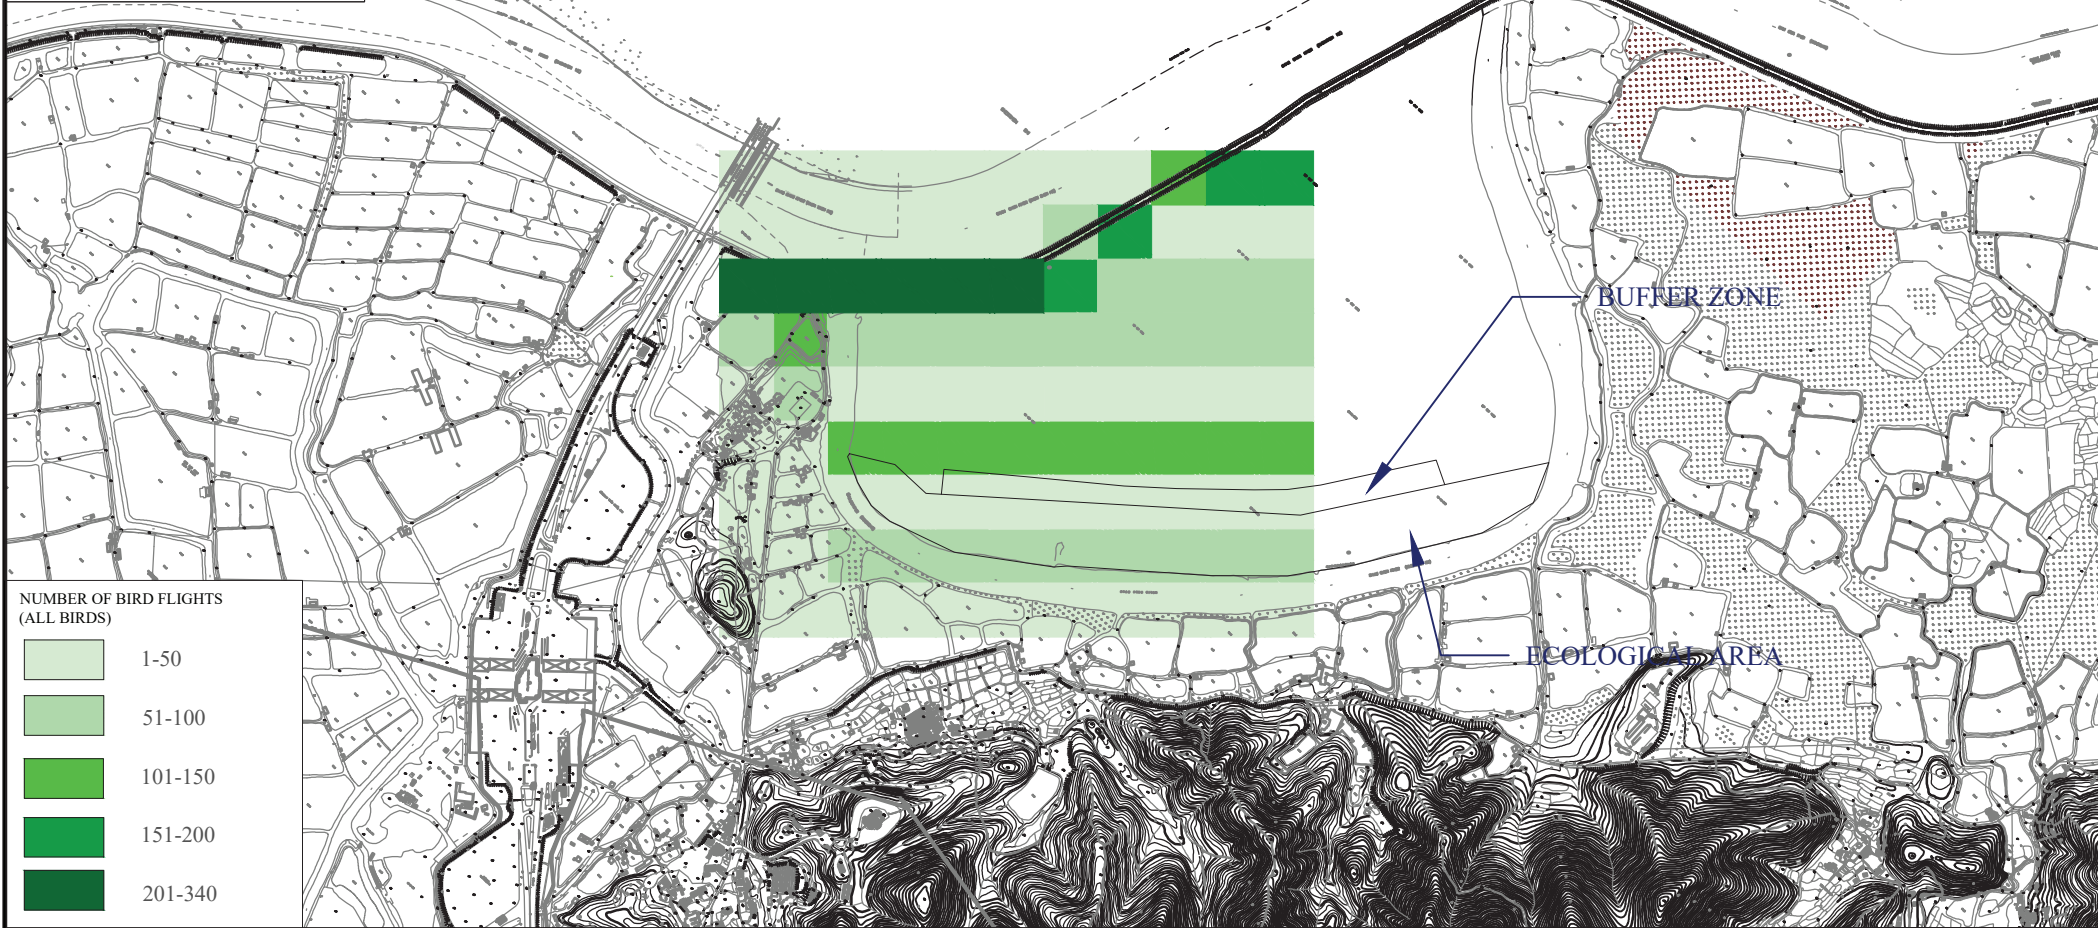 BUFFER ZONE
ECOLOGICAL AREA
NUMBER OF BIRD FLIGHTS
(ALL BIRDS)
1-50
51-100
101-150
151-200
201-340